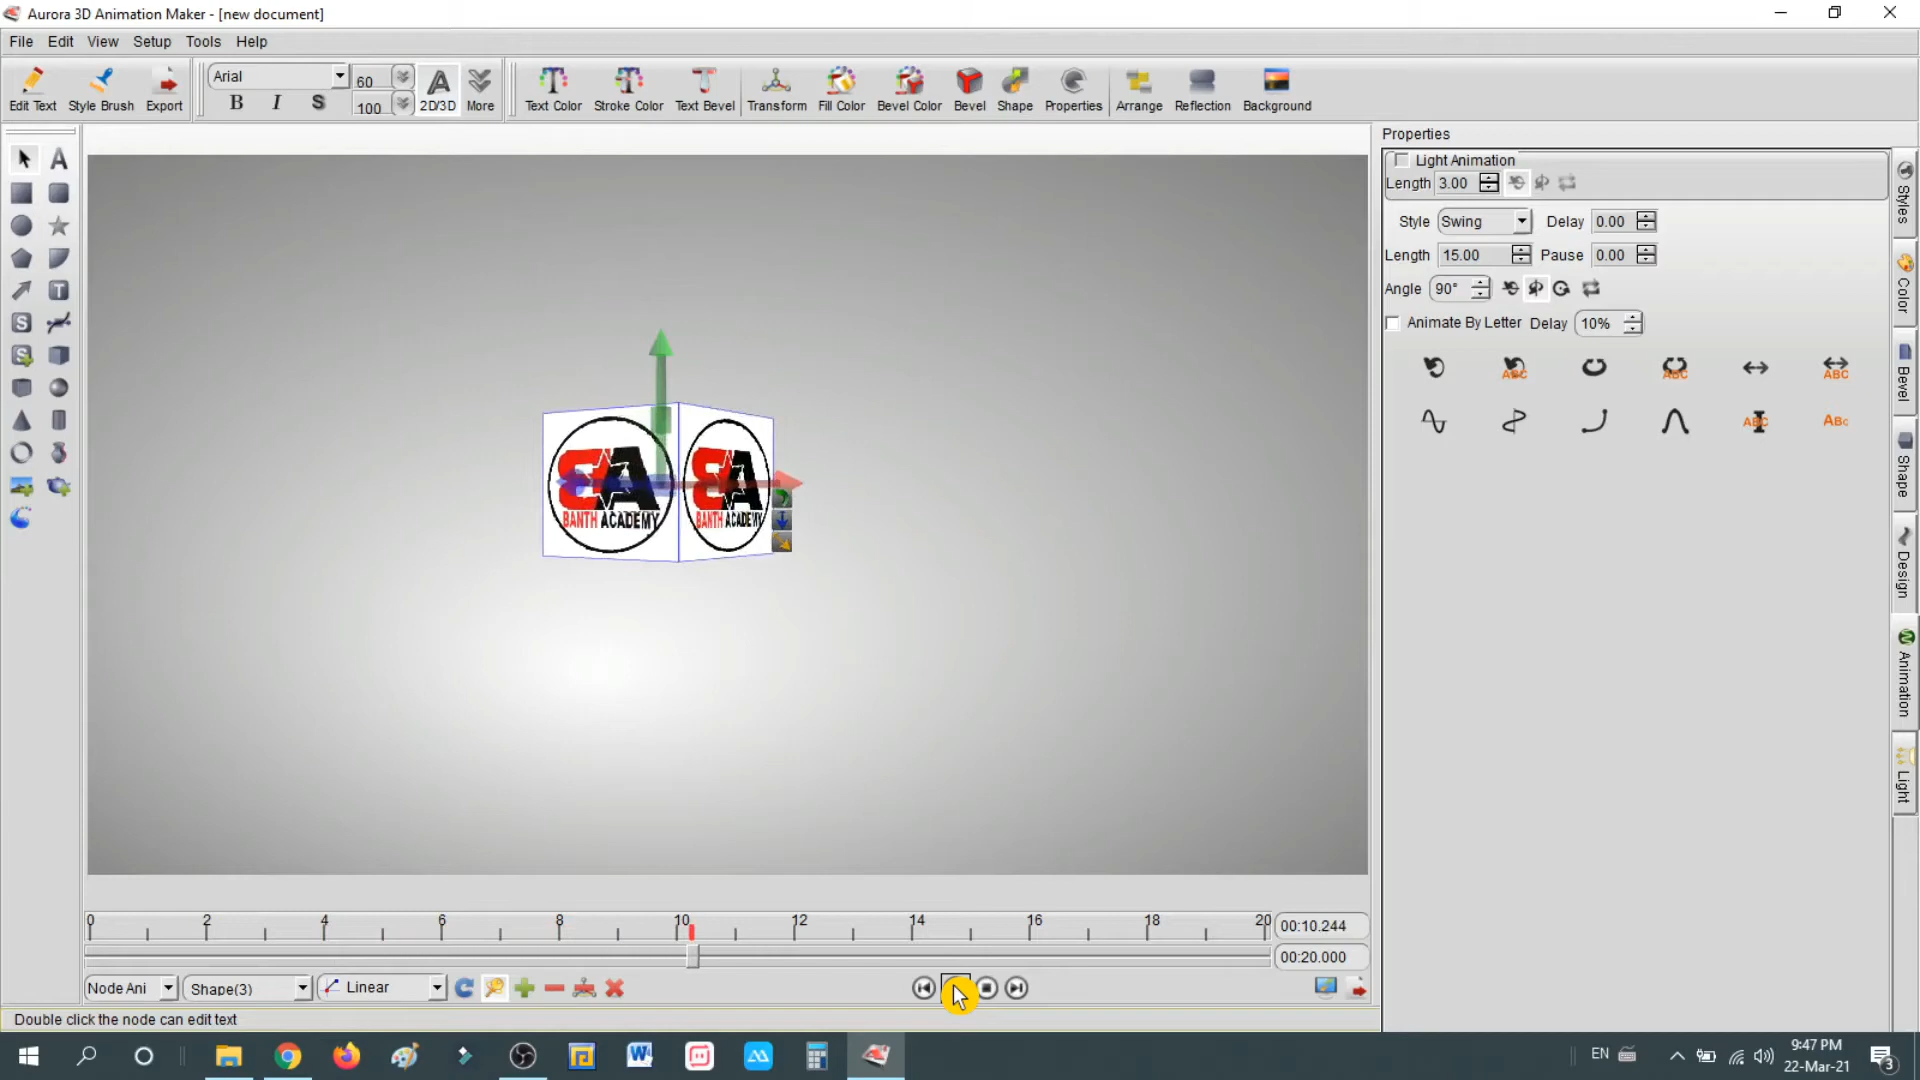 Aurora 3D Animation Maker - [new document]
File Edit View Setup Tools Help
Edit Text Style Brush Export
Arial 60
B I S 100 2D/3D More
Text Color Stroke Color Text Bevel Transform Fill Color Bevel Color Bevel Shape Properties Arrange Reflection Background
Properties
Light Animation
Length 3.00
Style Swing Delay 0.00
Length 15.00 Pause 0.00
Angle 90°
Animate By Letter Delay 10%
ABC ABC ABC
ABC ABC
Styles
Color
Bevel
Shape
Design
Animation
Light
BA BA
BANTH ACADEMY BANTH ACADEMY
0 2 4 6 8 10 12 14 16 18 20
00:10.244
00:20.000
Node Ani Shape(3) Linear
Double click the node can edit text
EN 9:47 PM
22-Mar-21 3